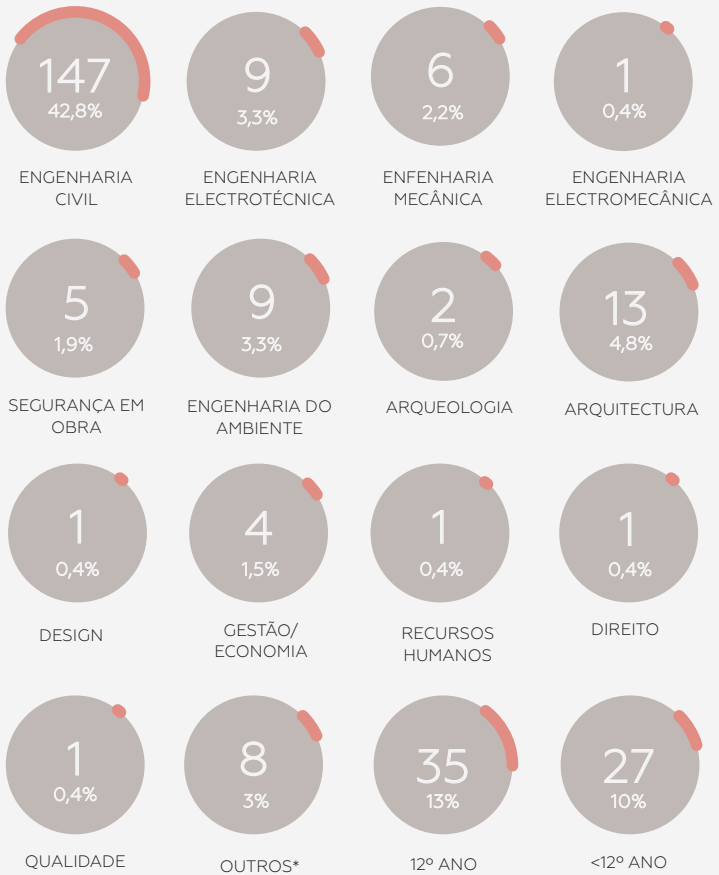 147
42,8%
ENGENHARIA
CIVIL
9
3,3%
ENGENHARIA
ELECTROTÉCNICA
6
2,2%
ENFENHARIA
MECÂNICA
1
0,4%
ENGENHARIA
ELECTROMECÂNICA
5
1,9%
SEGURANÇA EM
OBRA
9
3,3%
ENGENHARIA DO
AMBIENTE
2
0,7%
ARQUEOLOGIA
13
4,8%
ARQUITECTURA
1
0,4%
DESIGN
4
1,5%
GESTÃO/
ECONOMIA
1
0,4%
RECURSOS
HUMANOS
1
0,4%
DIREITO
1
0,4%
QUALIDADE
8
3%
OUTROS*
35
13%
12º ANO
27
10%
<12º ANO